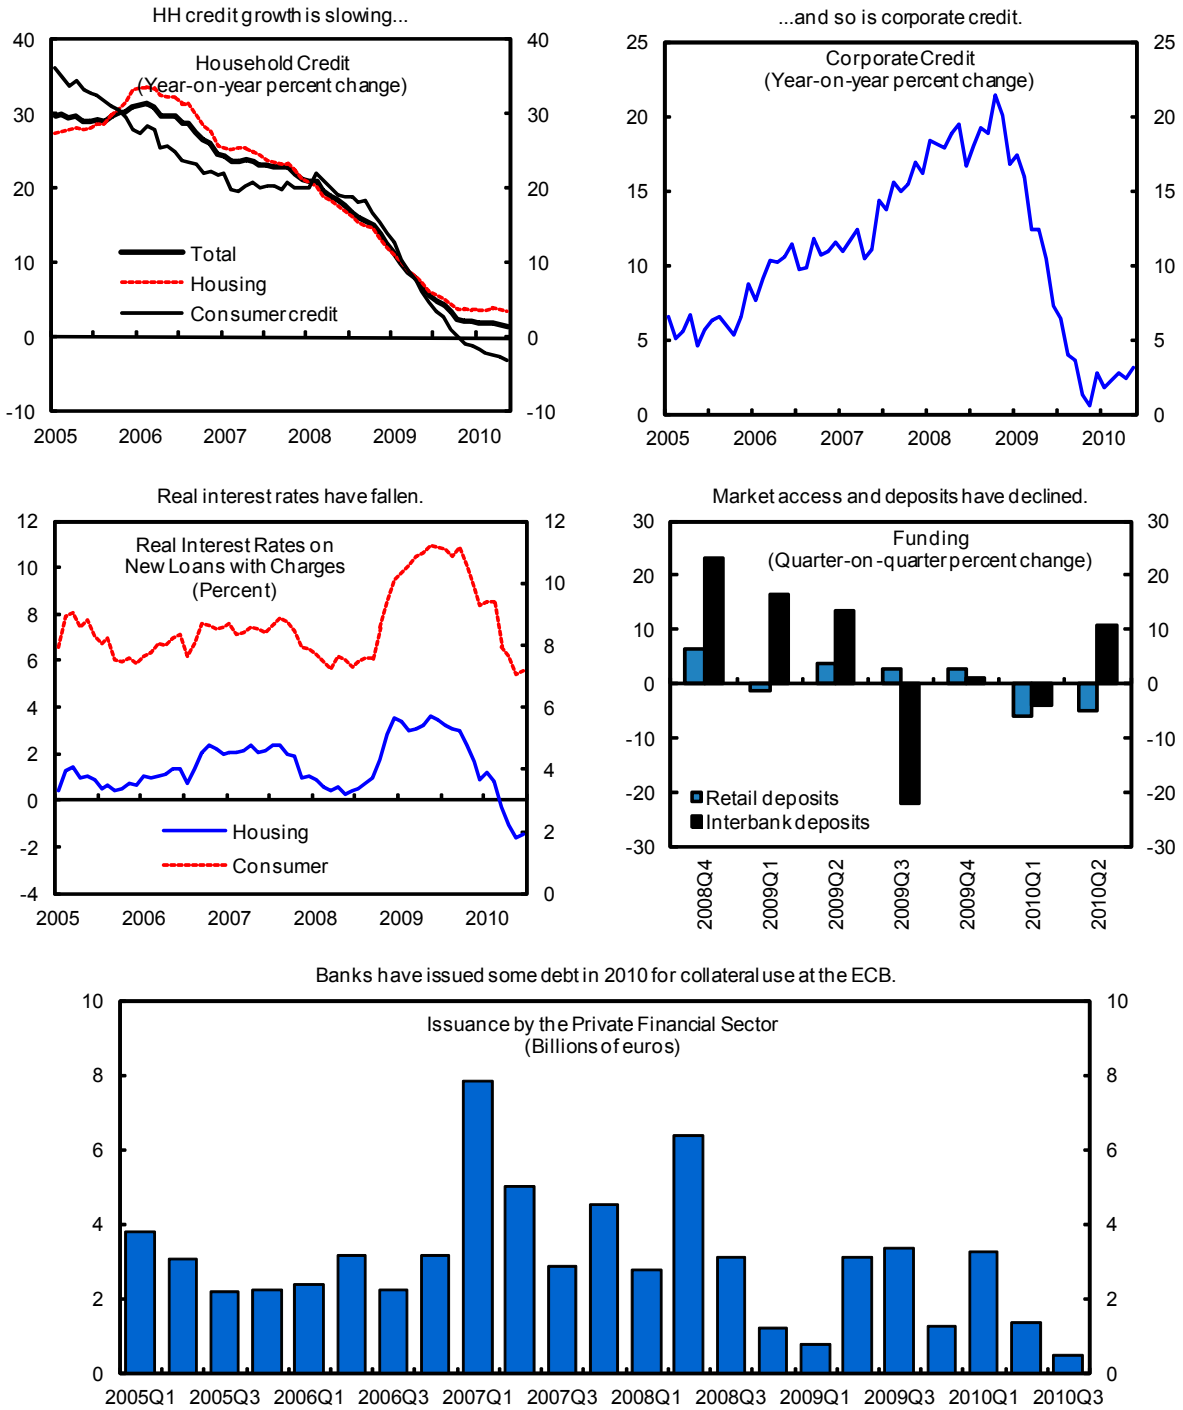 HH credit growth is slowing...
...and so is corporate credit.
Household Credit
(Year-on-year percent change)
40
30
20
10
0
-10
40
30
20
10
0
-10
Total
Housing
Consumer credit
2005 2006 2007 2008 2009 2010
Corporate Credit
(Year-on-year percent change)
25
20
15
10
5
0
25
20
15
10
5
0
2005 2006 2007 2008 2009 2010
Real interest rates have fallen.
Market access and deposits have declined.
Real Interest Rates on
New Loans with Charges
(Percent)
12
10
8
6
4
2
0
-2
-4
12
10
8
6
4
2
0
Housing
Consumer
2005 2006 2007 2008 2009 2010
Funding
(Quarter-on -quarter percent change)
30
20
10
0
-10
-20
-30
30
20
10
0
-10
-20
-30
Retail deposits
Interbank deposits
2008Q4 2009Q1 2009Q2 2009Q3 2009Q4 2010Q1 2010Q2
Banks have issued some debt in 2010 for collateral use at the ECB.
Issuance by the Private Financial Sector
(Billions of euros)
10
8
6
4
2
0
10
8
6
4
2
0
2005Q1 2005Q3 2006Q1 2006Q3 2007Q1 2007Q3 2008Q1 2008Q3 2009Q1 2009Q3 2010Q1 2010Q3